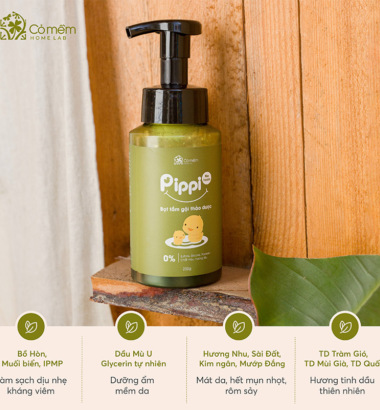 Cỏ mềm
HOME LAB
Cỏ mềm
Pippi
Bọt tắm gội thảo dược
0%
Bồ Hòn,
Muối biển, IPMP
àm sạch dịu nhẹ
kháng viêm
Dầu Mù U
Glycerin tự nhiên
Dưỡng ẩm
mềm da
Hương Nhu, Sài Đất,
Kim ngân, Mướp Đắng
Mát da, hết mụn nhọt,
rôm sảy
TD Tràm Gió,
TD Mùi Già, TD Quế
Hương tinh dầu
thiên nhiên